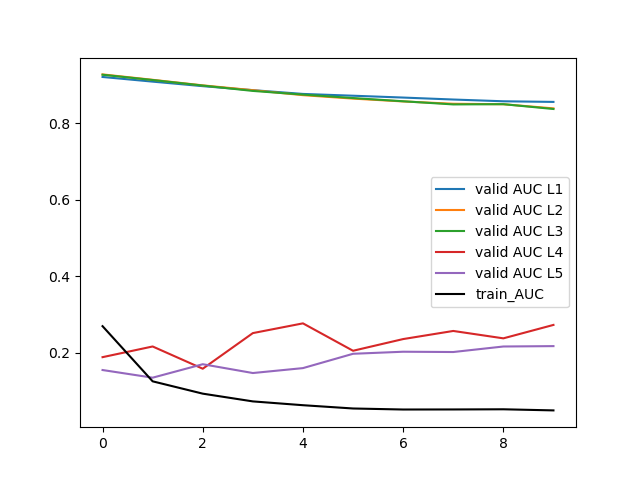 0.8
0.6
0.4
0.2
0 2 4 6 8
valid AUC L1
valid AUC L2
valid AUC L3
valid AUC L4
valid AUC L5
train_AUC